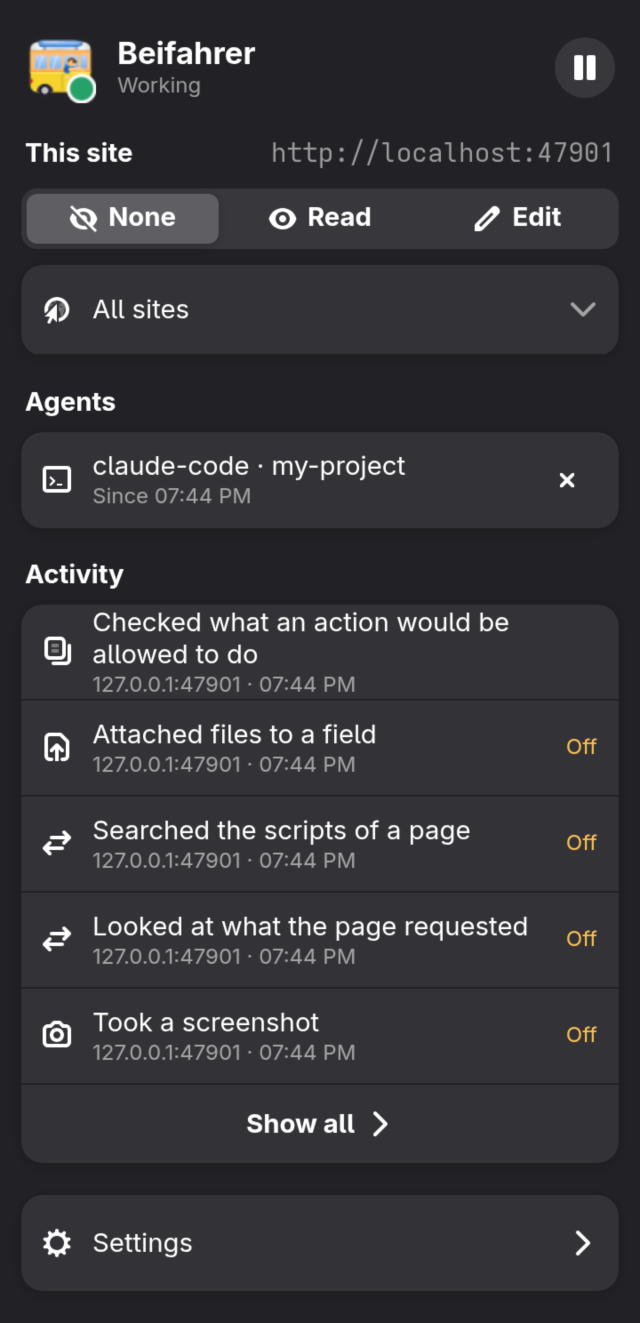 Beifahrer
Working
This site
http://localhost:47901
None
Read
Edit
All sites
Agents
claude-code · my-project
Since 07:44 PM
Activity
Checked what an action would be
allowed to do
127.0.0.1:47901 · 07:44 PM
Attached files to a field
127.0.0.1:47901 · 07:44 PM
Off
Searched the scripts of a page
127.0.0.1:47901 · 07:44 PM
Off
Looked at what the page requested
127.0.0.1:47901 · 07:44 PM
Off
Took a screenshot
127.0.0.1:47901 · 07:44 PM
Off
Show all
Settings